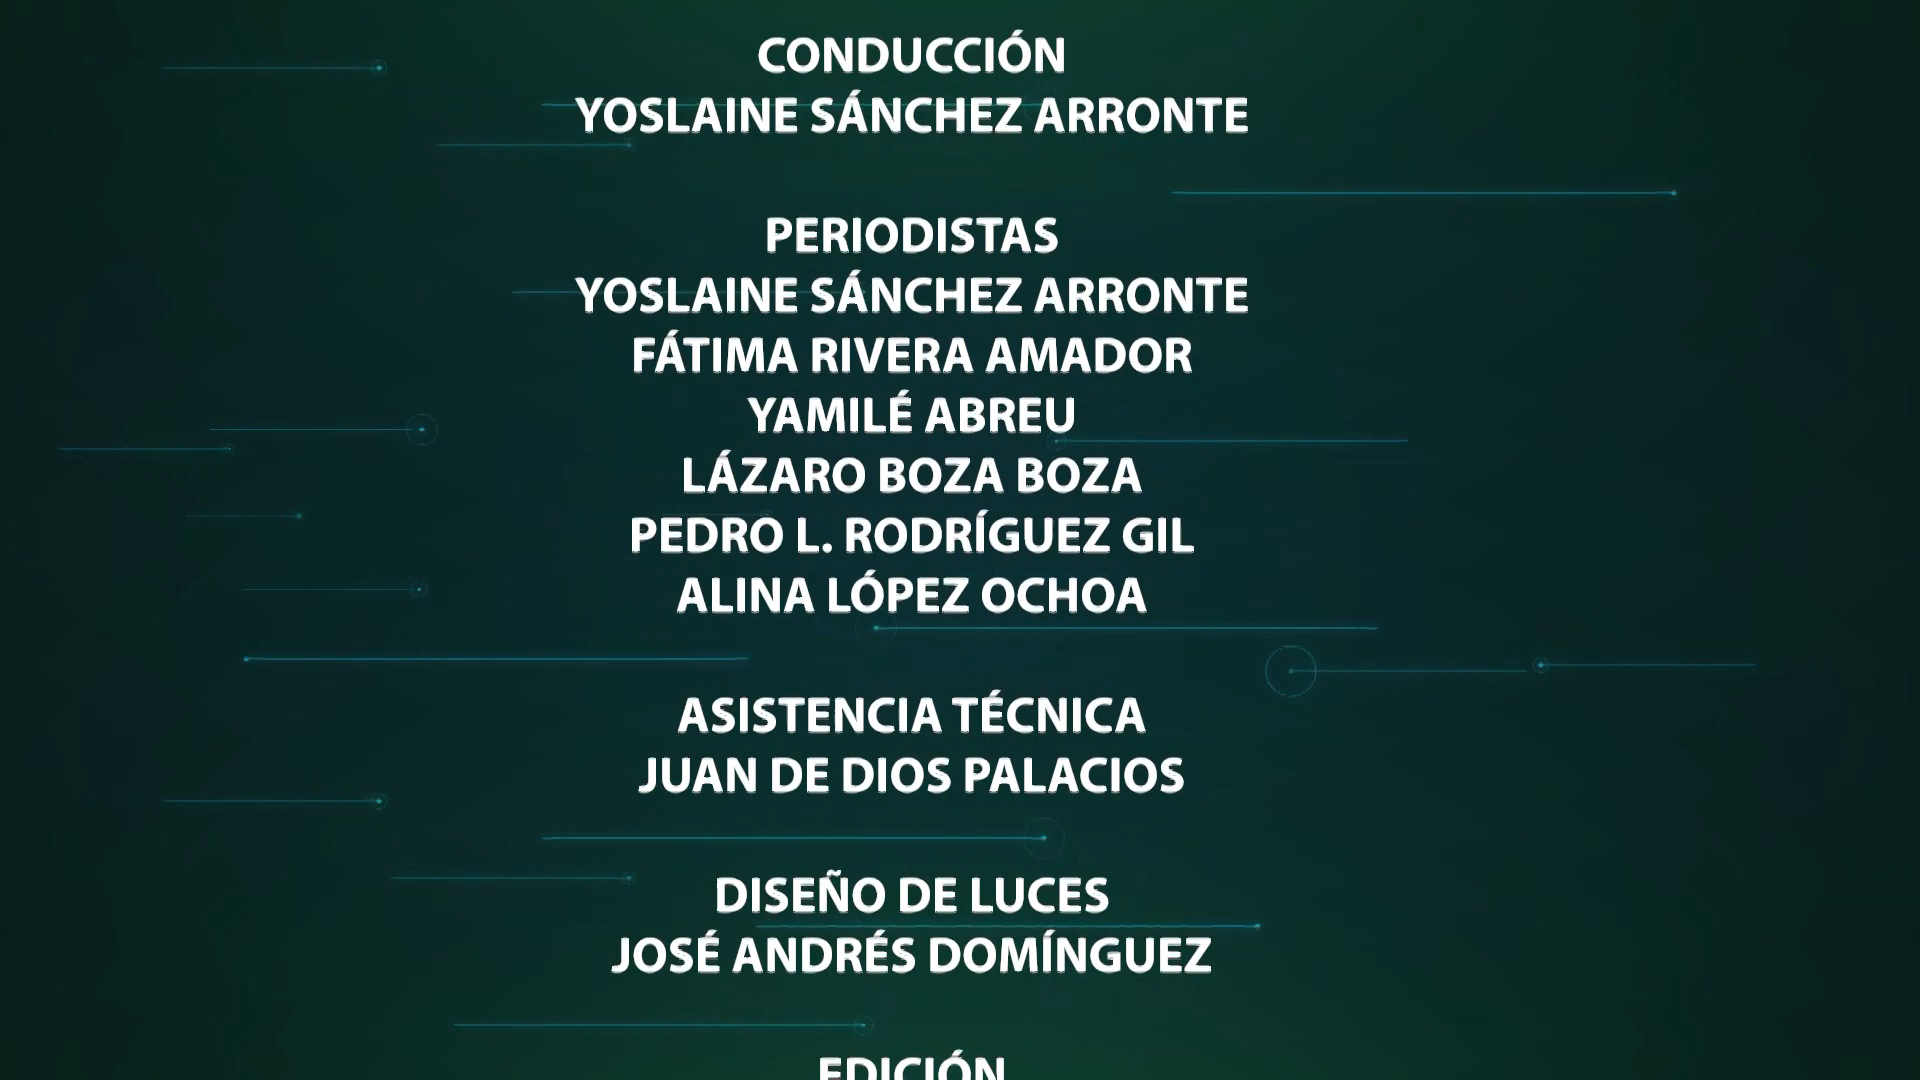 CONDUCCIÓN
YOSLAINE SÁNCHEZ ARRONTE
PERIODISTAS
YOSLAINE SÁNCHEZ ARRONTE
FÁTIMA RIVERA AMADOR
YAMILÉ ABREU
LÁZARO BOZA BOZA
PEDRO L. RODRÍGUEZ GIL
ALINA LÓPEZ OCHOA
ASISTENCIA TÉCNICA
JUAN DE DIOS PALACIOS
DISEÑO DE LUCES
JOSÉ ANDRÉS DOMÍNGUEZ
EDICIÓN